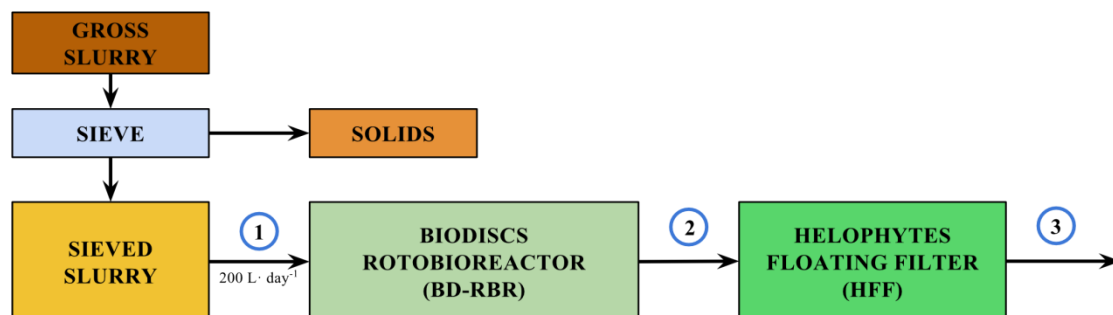 GROSS
SLURRY
SIEVE
SOLIDS
SIEVED
SLURRY
1
200 L· day⁻¹
BIODISCS
ROTOBIOREACTOR
(BD-RBR)
2
HELOPHYTES
FLOATING FILTER
(HFF)
3